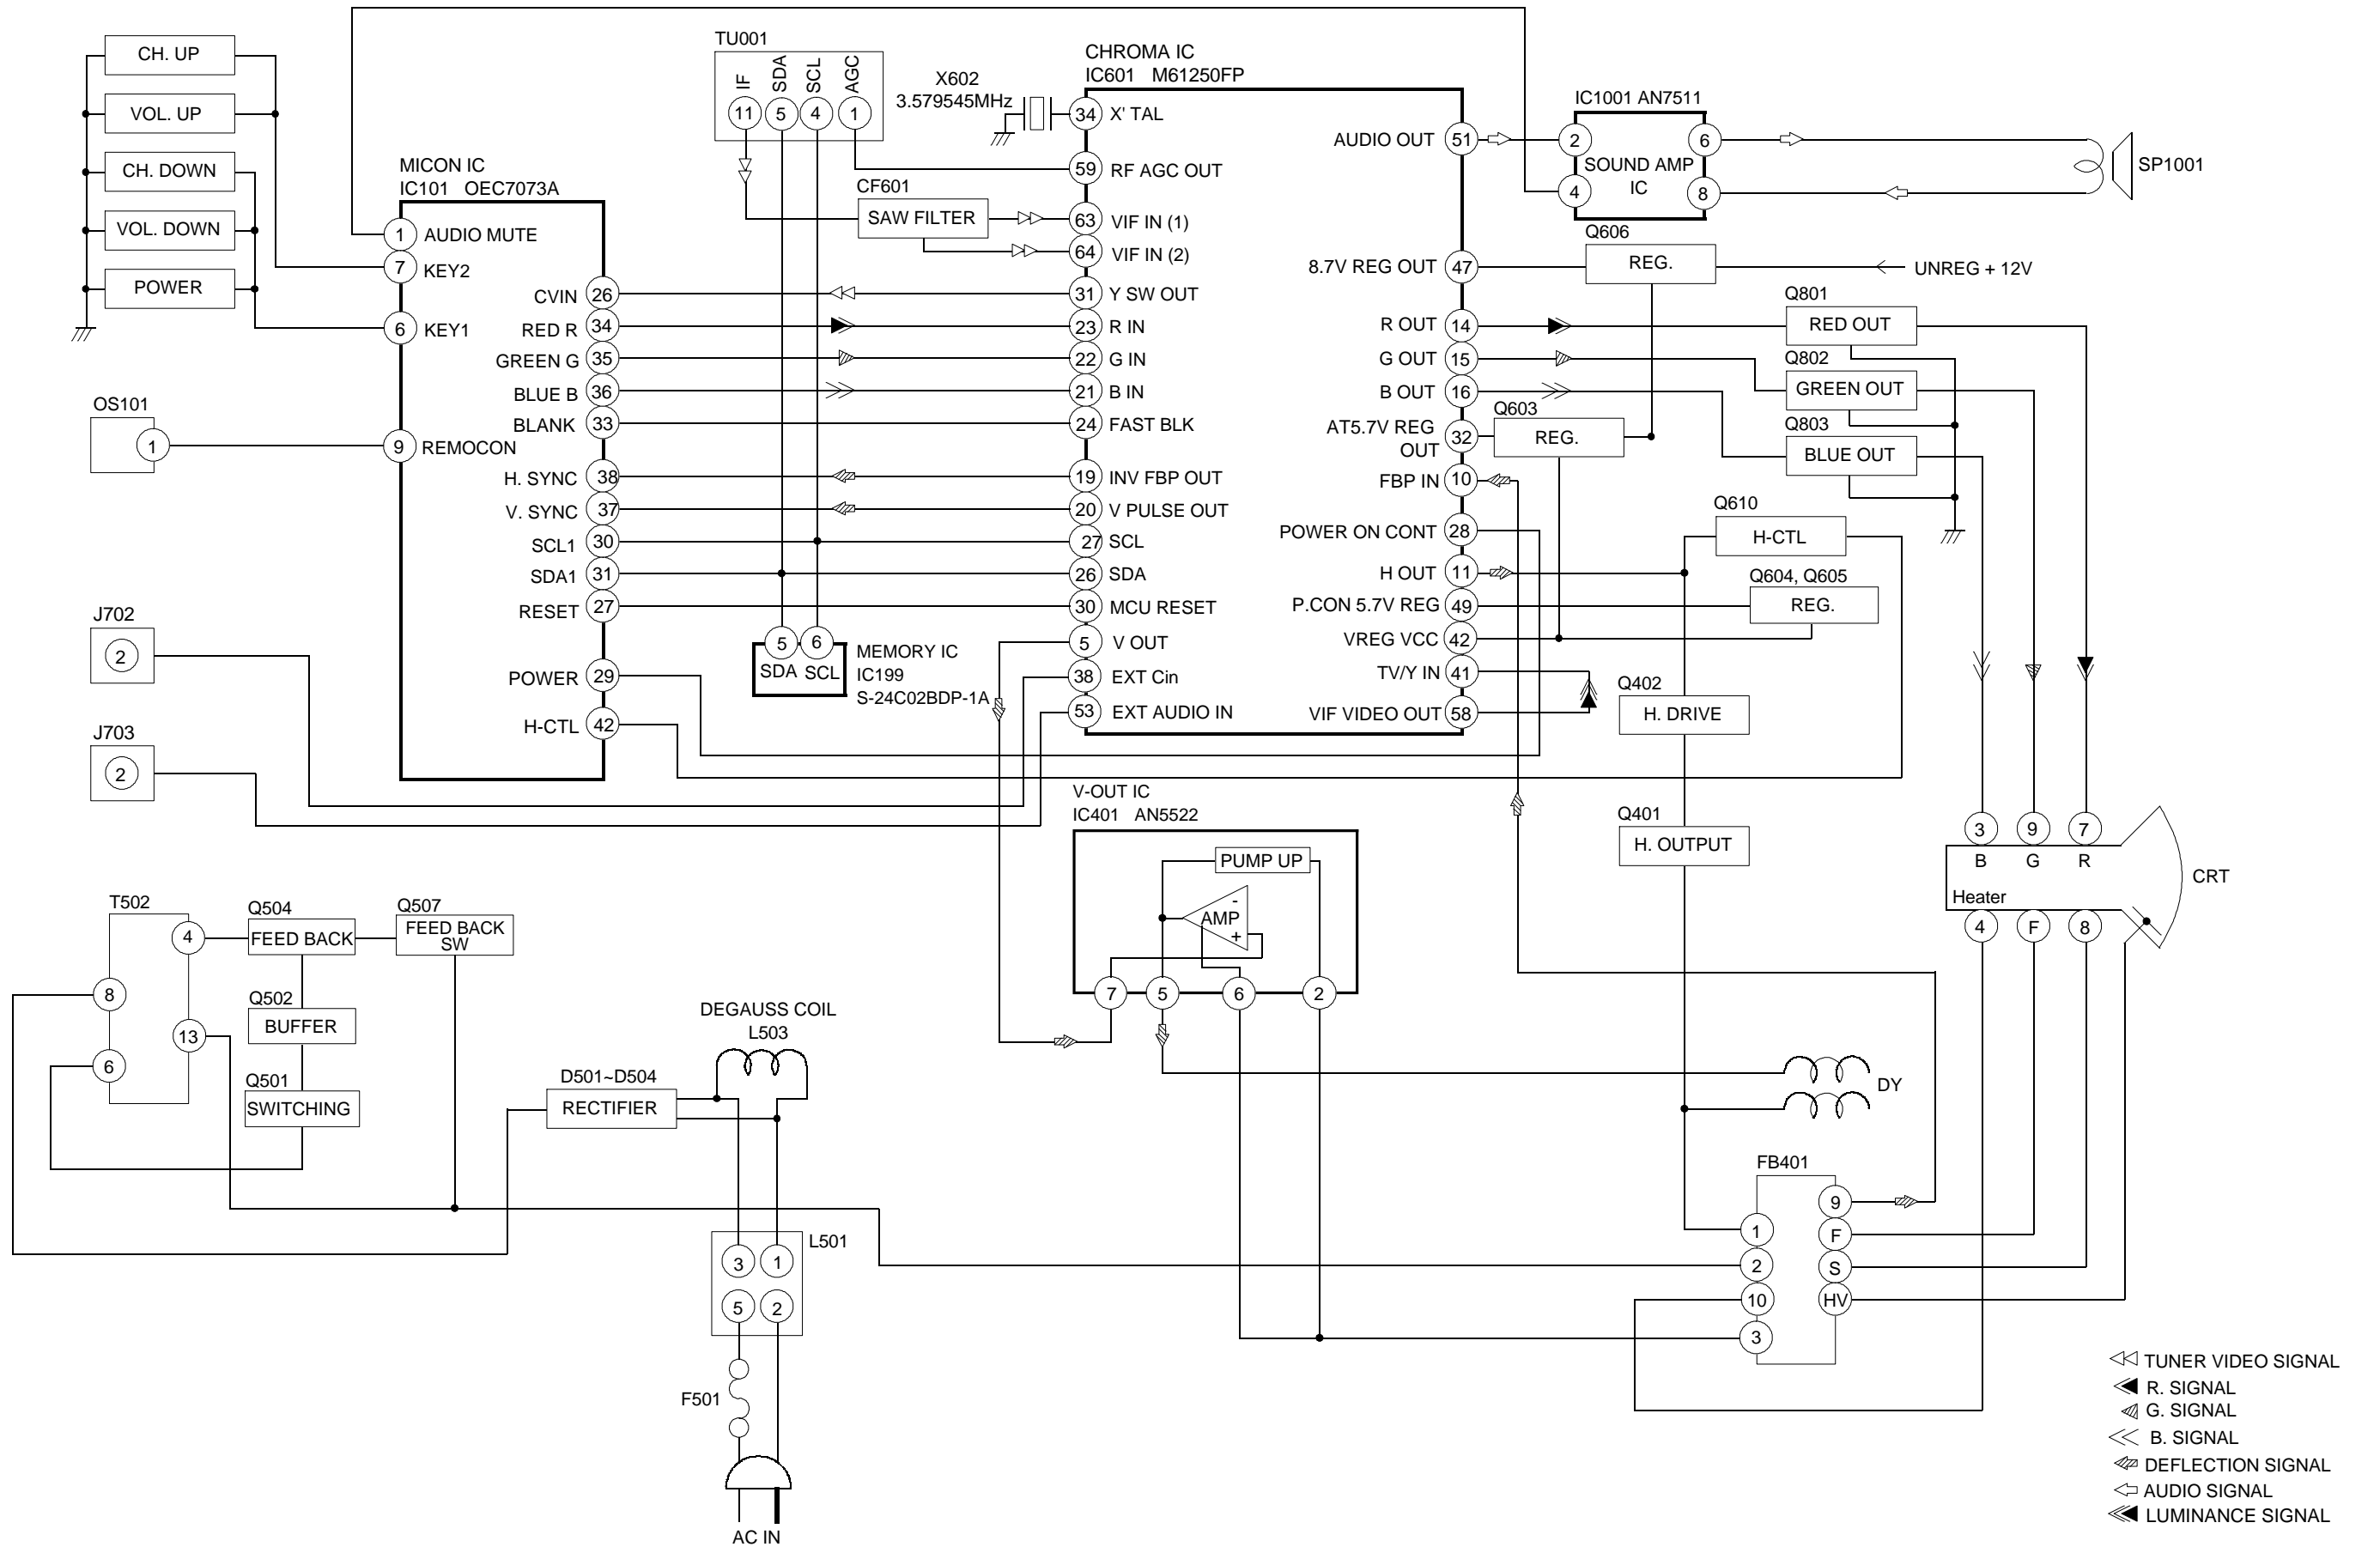 CH. UP
VOL. UP
CH. DOWN
VOL. DOWN
POWER
OS101
1
J702
2
J703
2
MICON IC
IC101 OEC7073A
1 AUDIO MUTE
7 KEY2
6 KEY1
9 REMOCON
CVIN 26
RED R 34
GREEN G 35
BLUE B 36
BLANK 33
H. SYNC 38
V. SYNC 37
SCL1 30
SDA1 31
RESET 27
POWER 29
H-CTL 42
TU001
IF SDA SCL AGC
11 5 4 1
X602
3.579545MHz
CF601
SAW FILTER
5 6
SDA SCL
MEMORY IC
IC199
S-24C02BDP-1A
CHROMA IC
IC601 M61250FP
34 X' TAL
59 RF AGC OUT
63 VIF IN (1)
64 VIF IN (2)
31 Y SW OUT
23 R IN
22 G IN
21 B IN
24 FAST BLK
19 INV FBP OUT
20 V PULSE OUT
27 SCL
26 SDA
30 MCU RESET
5 V OUT
38 EXT Cin
53 EXT AUDIO IN
AUDIO OUT 51
8.7V REG OUT 47
R OUT 14
G OUT 15
B OUT 16
AT5.7V REG
OUT 32
FBP IN 10
POWER ON CONT 28
H OUT 11
P.CON 5.7V REG 49
VREG VCC 42
TV/Y IN 41
VIF VIDEO OUT 58
IC1001 AN7511
2 6
SOUND AMP
IC
4 8
SP1001
Q606
REG.
UNREG + 12V
Q603
REG.
Q801
RED OUT
Q802
GREEN OUT
Q803
BLUE OUT
Q610
H-CTL
Q604, Q605
REG.
Q402
H. DRIVE
Q401
H. OUTPUT
3 9 7
B G R
Heater
4 F 8
CRT
V-OUT IC
IC401 AN5522
PUMP UP
-
AMP
+
7 5 6 2
DY
FB401
1
2
10
3
9
F
S
HV
T502
4
8
13
6
Q504
FEED BACK
Q507
FEED BACK
SW
Q502
BUFFER
Q501
SWITCHING
D501~D504
RECTIFIER
DEGAUSS COIL
L503
L501
3 1
5 2
F501
AC IN
TUNER VIDEO SIGNAL
R. SIGNAL
G. SIGNAL
B. SIGNAL
DEFLECTION SIGNAL
AUDIO SIGNAL
LUMINANCE SIGNAL